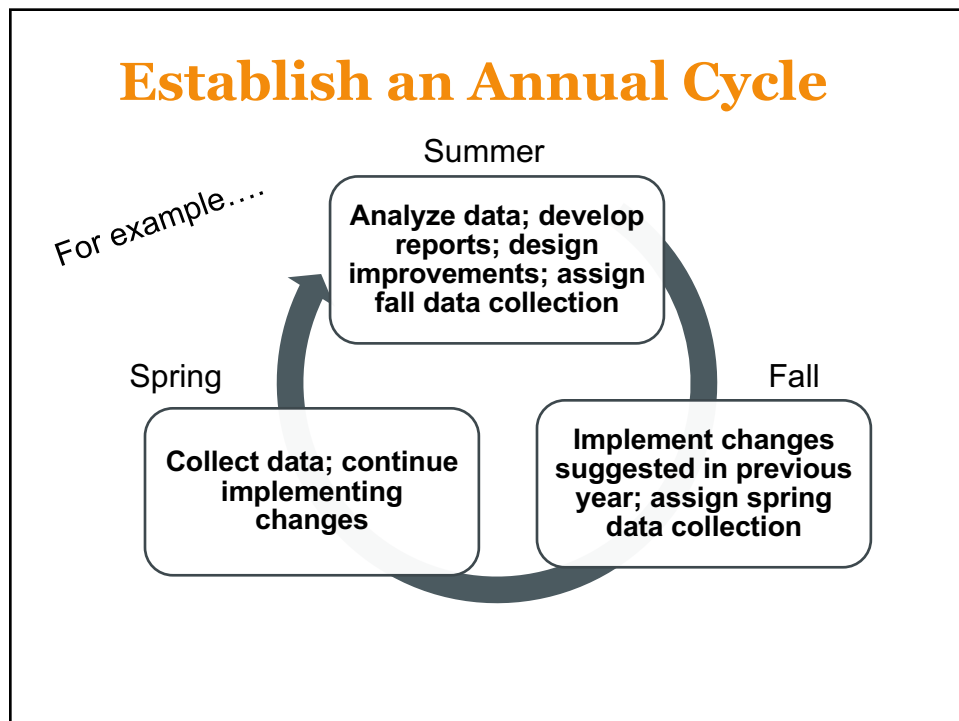 Establish an Annual Cycle
Summer
For example….
Analyze data; develop
reports; design
improvements; assign
fall data collection
Spring
Fall
Collect data; continue
implementing
changes
Implement changes
suggested in previous
year; assign spring
data collection